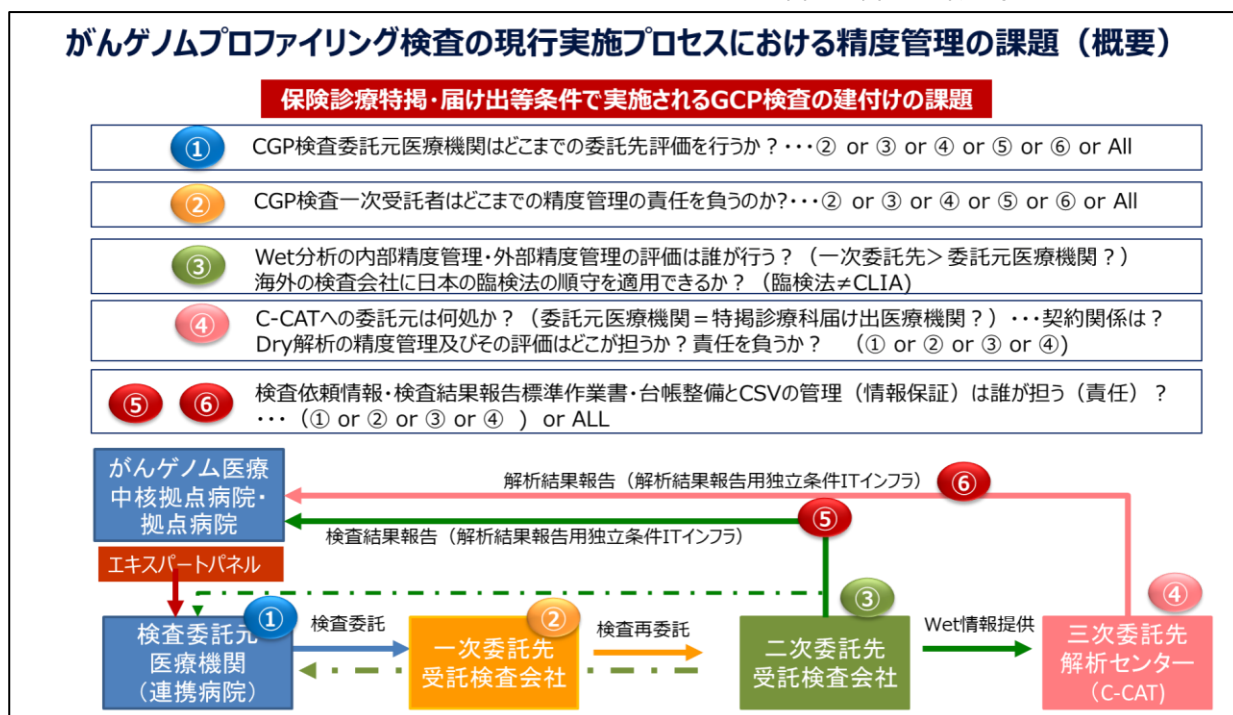 がんゲノムプロファイリング検査の現行実施プロセスにおける精度管理の課題（概要）
保険診療特掲・届け出等条件で実施されるGCP検査の建付けの課題
① CGP検査委託元医療機関はどこまでの委託先評価を行うか？・・・② or ③ or ④ or ⑤ or ⑥ or All
② CGP検査一次受託者はどこまでの精度管理の責任を負うのか?・・・② or ③ or ④ or ⑤ or ⑥ or All
③ Wet分析の内部精度管理・外部精度管理の評価は誰が行う？（一次委託先＞委託元医療機関？）
海外の検査会社に日本の臨検法の順守を適用できるか？（臨検法≠CLIA)
④ C-CATへの委託元は何処か？（委託元医療機関＝特掲診療科届け出医療機関？）・・・契約関係は？
Dry解析の精度管理及びその評価はどこが担うか？責任を負うか？　（① or ② or ③ or ④)
⑤ ⑥ 検査依頼情報・検査結果報告標準作業書・台帳整備とCSVの管理（情報保証）は誰が担う（責任）？
・・・（① or ② or ③ or ④ ）or ALL
がんゲノム医療
中核拠点病院・
拠点病院
解析結果報告（解析結果報告用独立条件ITインフラ）
⑥
⑤
検査結果報告（解析結果報告用独立条件ITインフラ）
エキスパートパネル
①
検査委託元
医療機関
（連携病院）
検査委託
②
一次委託先
受託検査会社
検査再委託
③
二次委託先
受託検査会社
Wet情報提供
④
三次委託先
解析センター
（C-CAT)